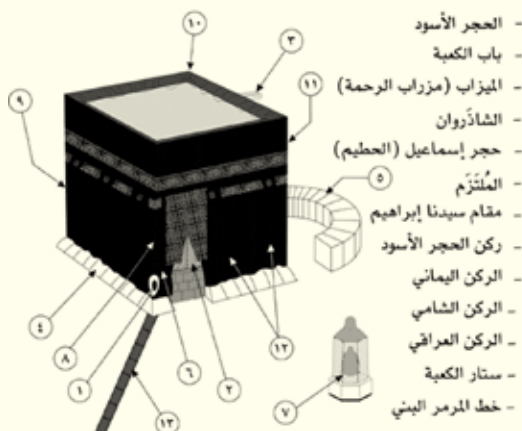 ١٠
٣
٩
١١
٥
٤
٨
١
٦
٢
١٢
٧
١٣
الحجر الأسود -
باب الكعبة -
الميزاب (مزراب الرحمة) -
الشاذَروان -
حجر إسماعيل (الحطيم) -
المُلتَزَم -
مقام سيدنا إبراهيم -
ركن الحجر الأسود -
الركن اليماني -
الركن الشامي -
الركن العراقي -
ستار الكعبة -
خط المرمر البني -